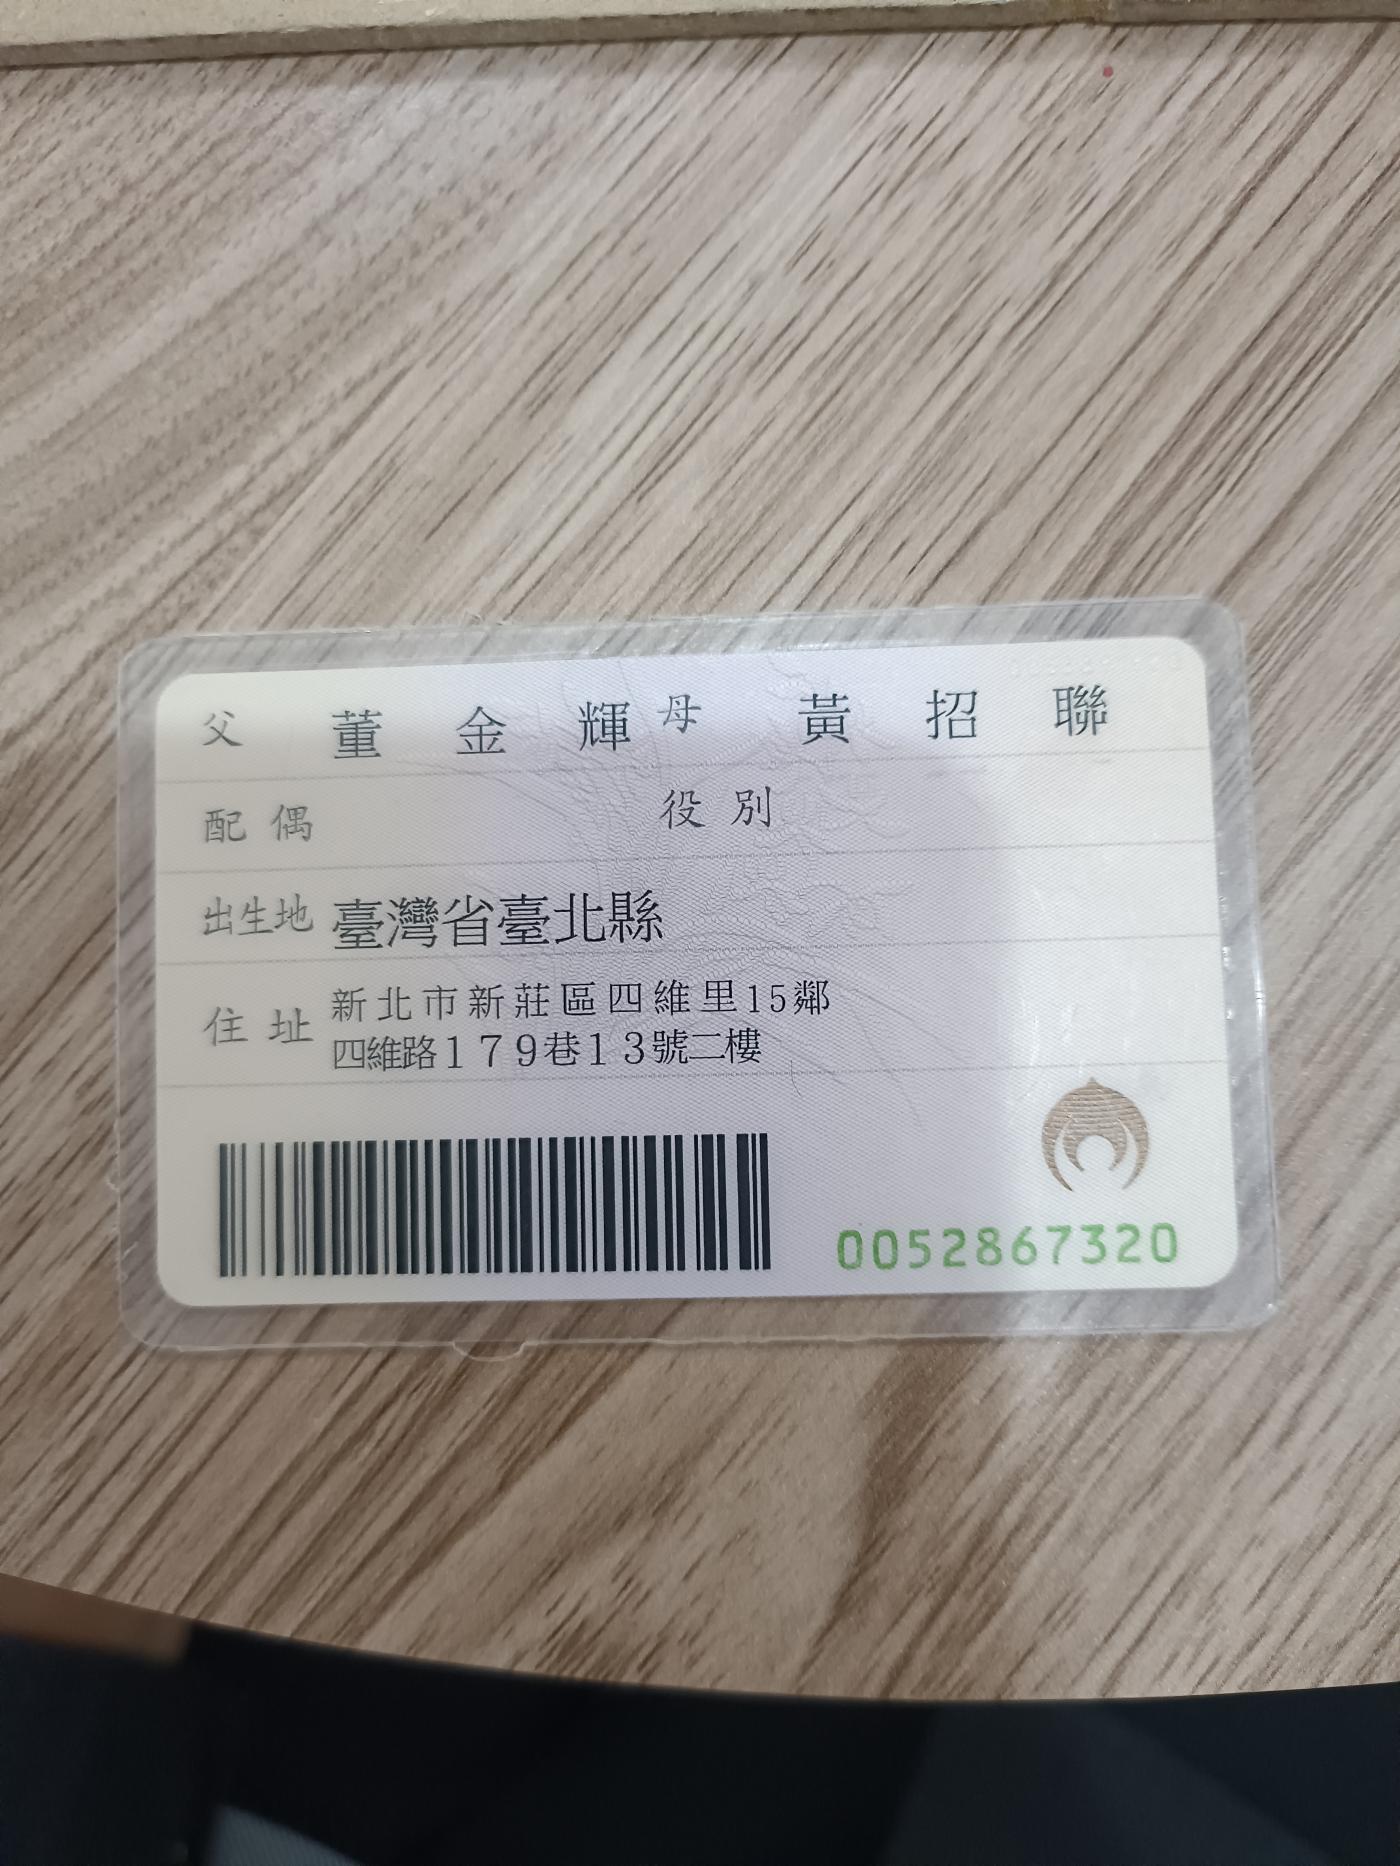 父 董金輝 母 黃招聯
配偶 役別
出生地 臺灣省臺北縣
住址 新北市新莊區四維里15鄰
四維路179巷13號二樓
0052867320